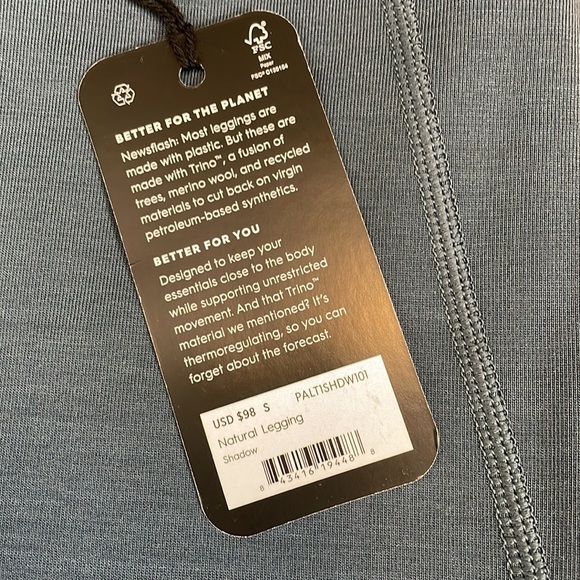 FSC
MIX
Paper
FSC® C159184
BETTER FOR THE PLANET
Newsflash: Most leggings are
made with plastic. But these are
made with Trino™, a fusion of
trees, merino wool, and recycled
materials to cut back on virgin
petroleum-based synthetics.
BETTER FOR YOU
Designed to keep your
essentials close to the body
while supporting unrestricted
movement. And that Trino™
material we mentioned? It's
thermoregulating, so you can
forget about the forecast.
USD $98 S PALT1SHDW101
Natural Legging
Shadow
8 43416 19448 8